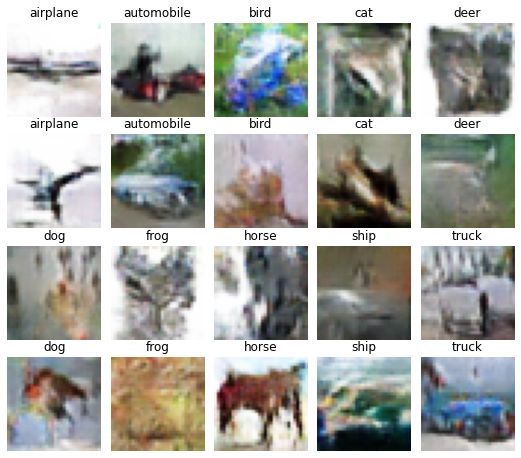 airplane automobile bird cat deer
airplane automobile bird cat deer
dog frog horse ship truck
dog frog horse ship truck